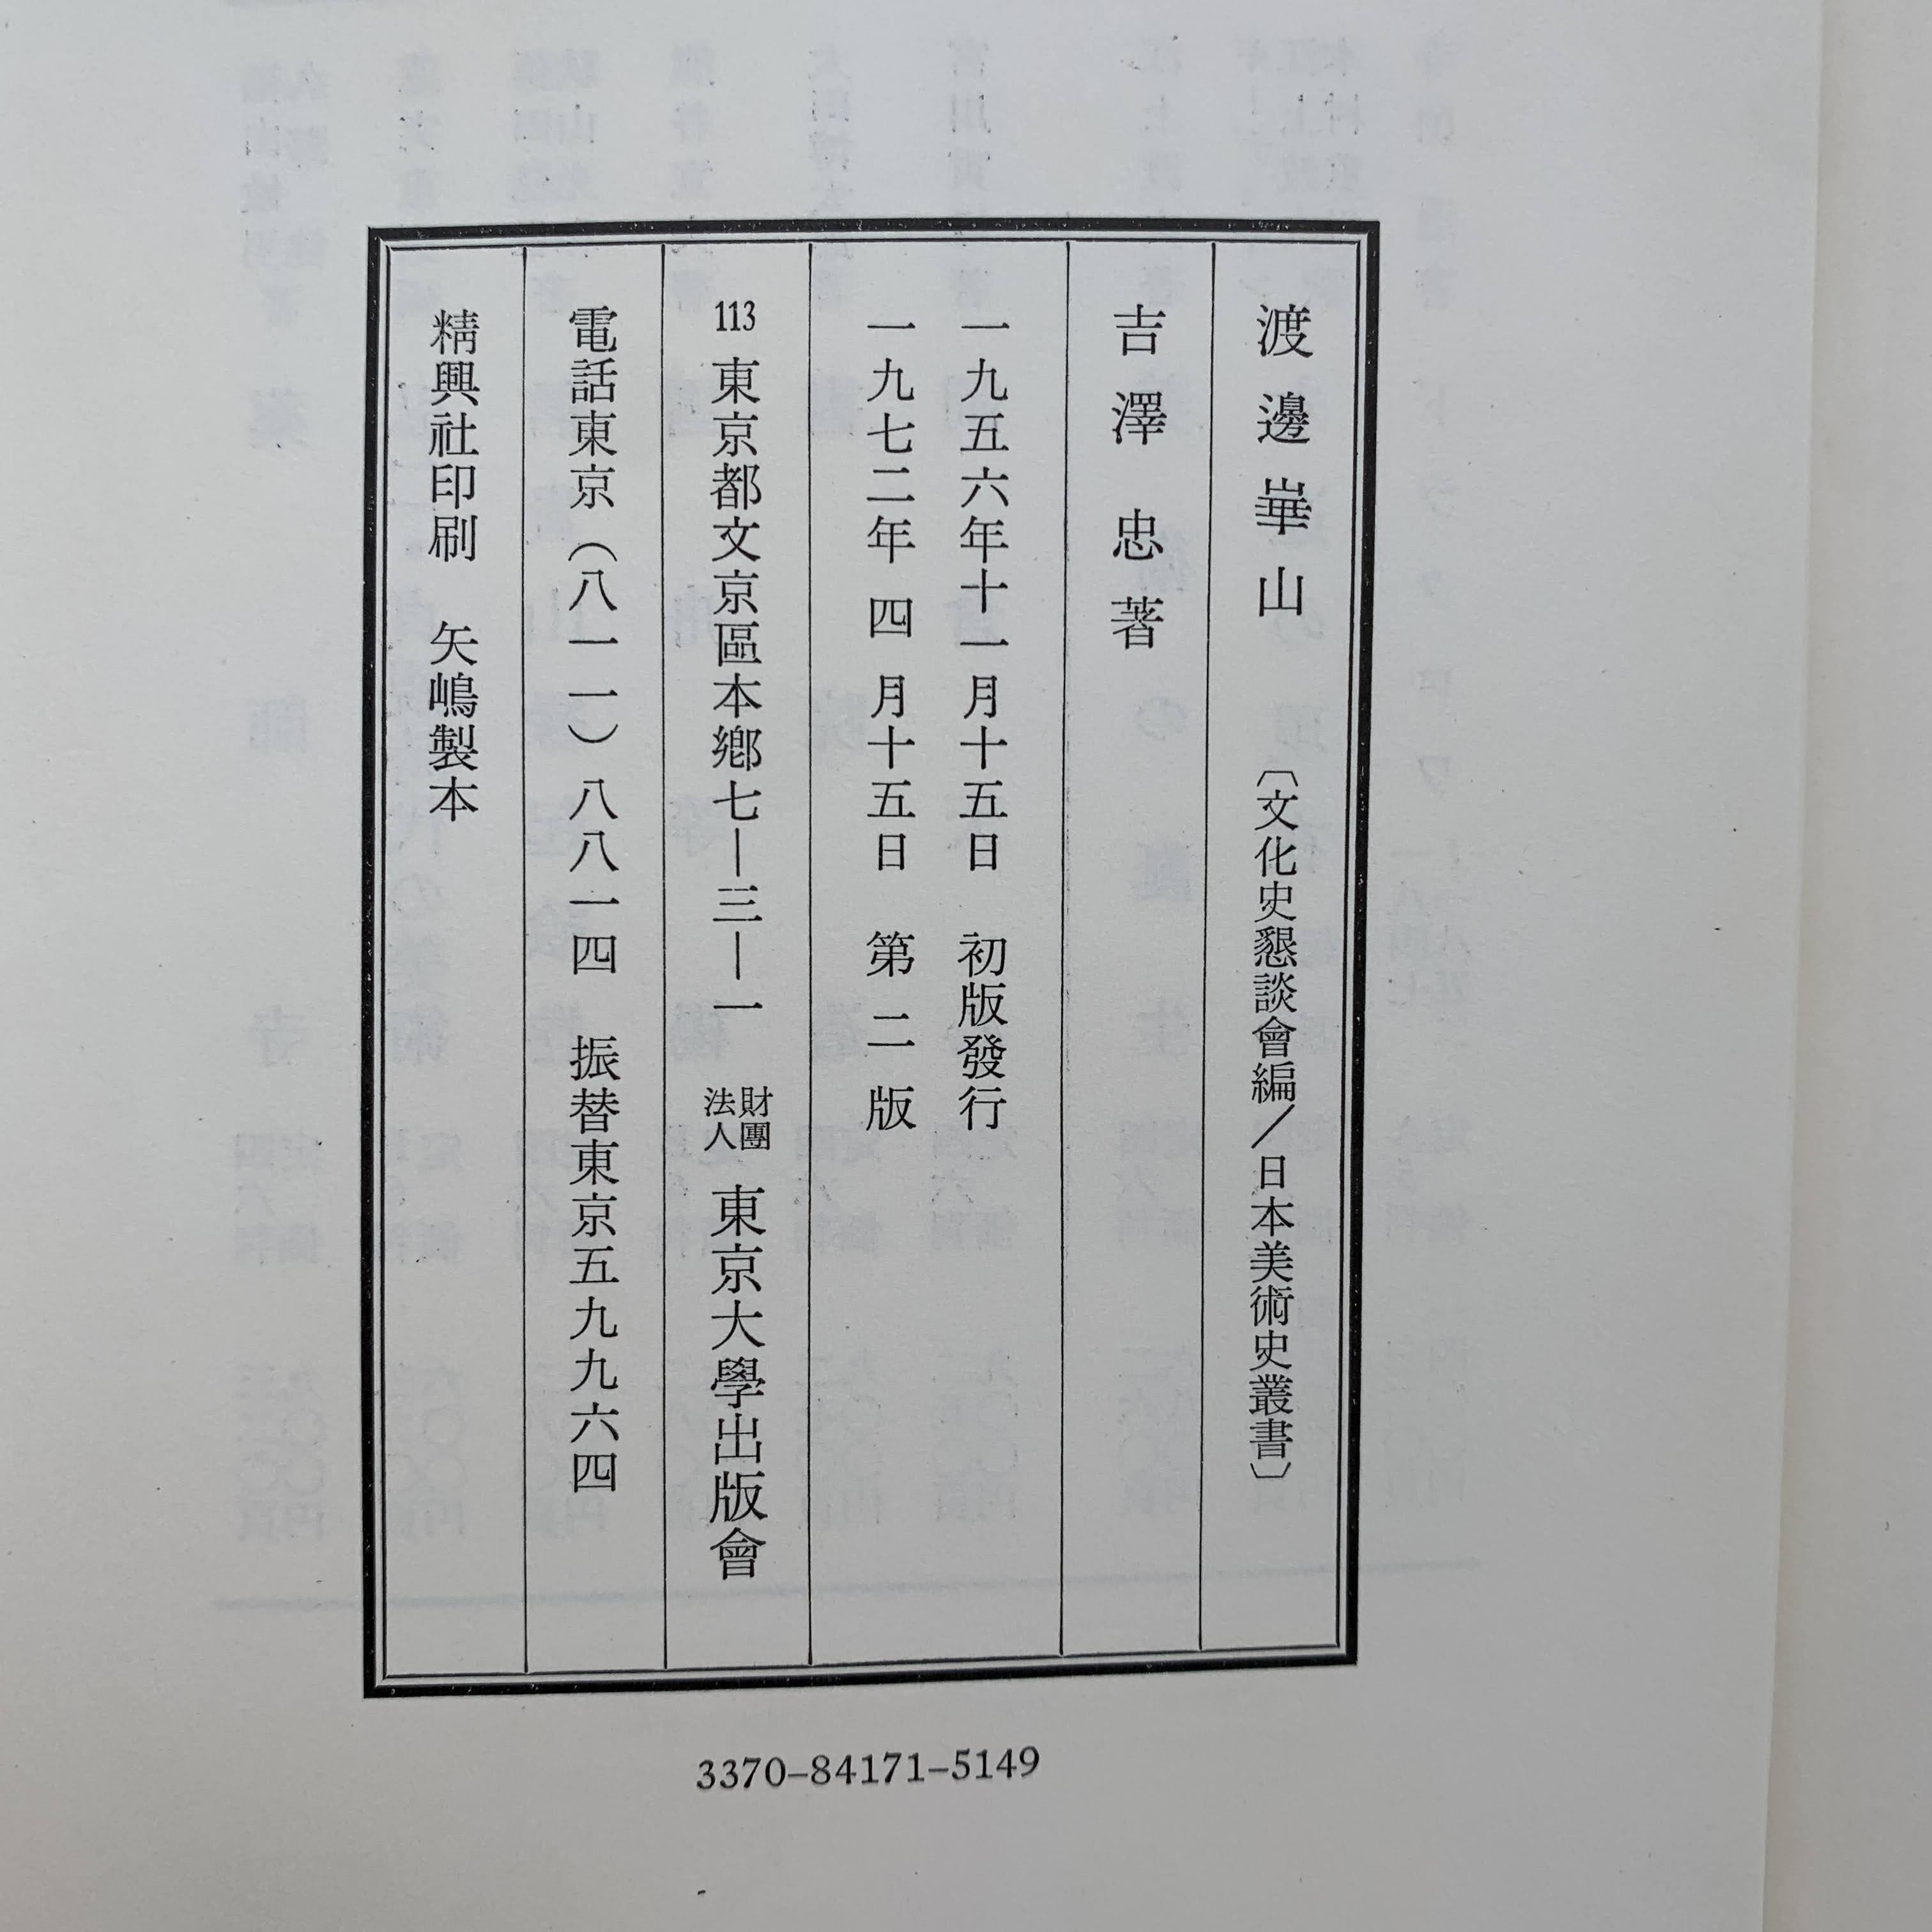 渡邊崋山　〔文化史懇談會編／日本美術史叢書〕
吉澤忠著
一九五六年十一月十五日　初版發行
一九七二年四月十五日　第二版
113 東京都文京區本鄕七―三―一　財團法人　東京大學出版會
電話東京（八一一）八八一四　振替東京五九九六四
精興社印刷　矢嶋製本
3370–84171–5149